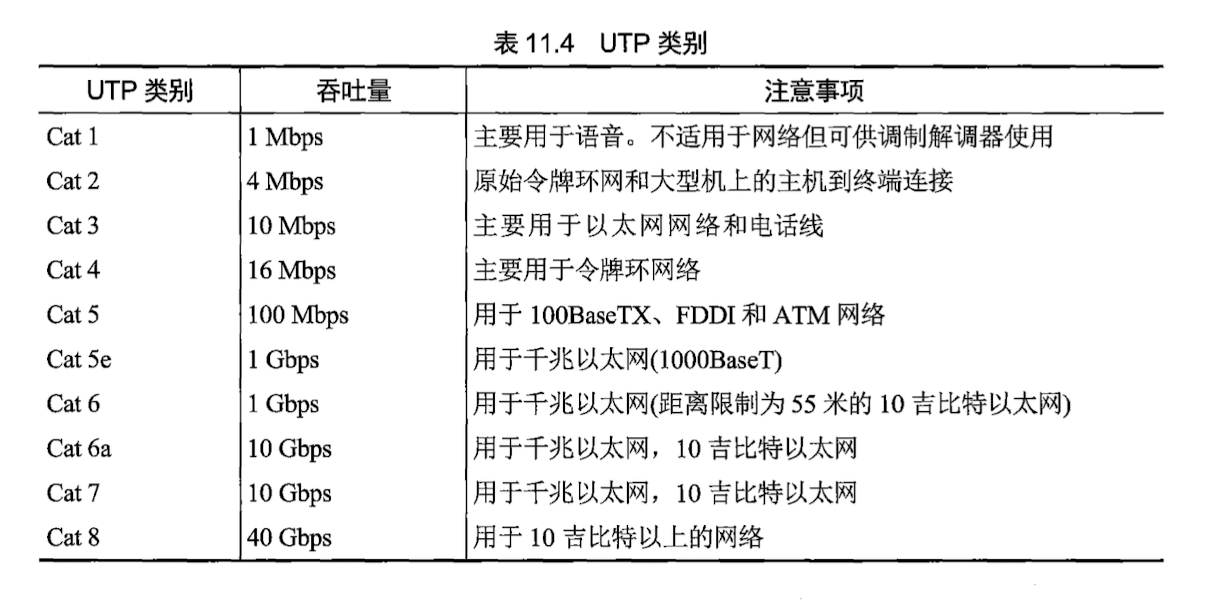 表 11.4 UTP 类别
UTP 类别 吞吐量 注意事项
Cat 1 1 Mbps 主要用于语音。不适用于网络但可供调制解调器使用
Cat 2 4 Mbps 原始令牌环网和大型机上的主机到终端连接
Cat 3 10 Mbps 主要用于以太网网络和电话线
Cat 4 16 Mbps 主要用于令牌环网络
Cat 5 100 Mbps 用于 100BaseTX、FDDI 和 ATM 网络
Cat 5e 1 Gbps 用于千兆以太网(1000BaseT)
Cat 6 1 Gbps 用于千兆以太网(距离限制为 55 米的 10 吉比特以太网)
Cat 6a 10 Gbps 用于千兆以太网，10 吉比特以太网
Cat 7 10 Gbps 用于千兆以太网，10 吉比特以太网
Cat 8 40 Gbps 用于 10 吉比特以上的网络